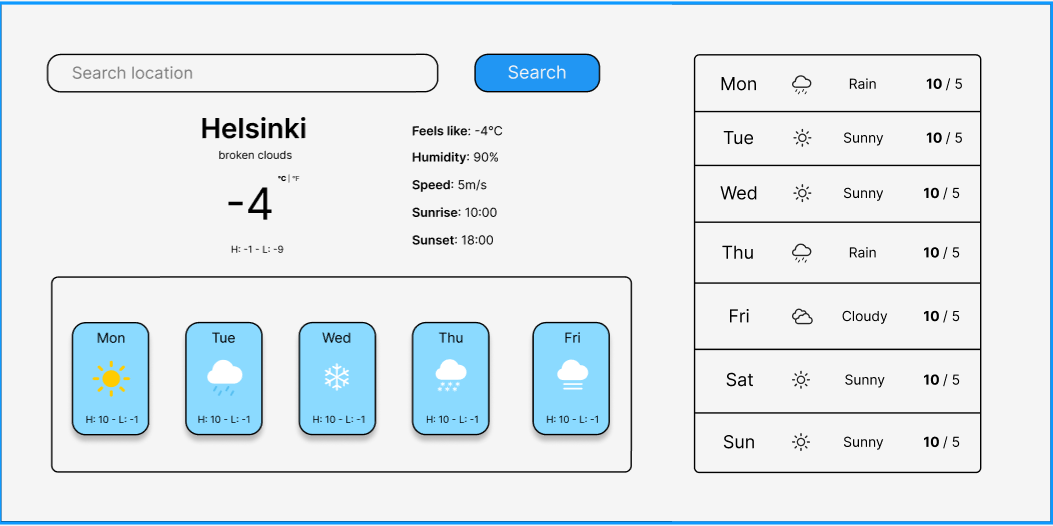 Search location
Search
Helsinki
broken clouds
°C | °F
-4
H: -1 - L: -9
Feels like: -4°C
Humidity: 90%
Speed: 5m/s
Sunrise: 10:00
Sunset: 18:00
Mon
H: 10 - L: -1
Tue
H: 10 - L: -1
Wed
H: 10 - L: -1
Thu
H: 10 - L: -1
Fri
H: 10 - L: -1
Mon Rain 10 / 5
Tue Sunny 10 / 5
Wed Sunny 10 / 5
Thu Rain 10 / 5
Fri Cloudy 10 / 5
Sat Sunny 10 / 5
Sun Sunny 10 / 5